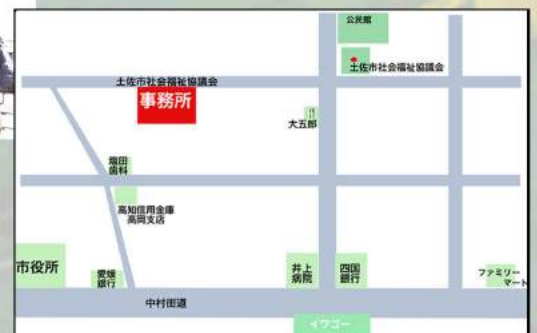 公民館
土佐市社会福祉協議会
土佐市社会福祉協議会
事務所
大五郎
塩田
歯科
高知信用金庫
高岡支店
市役所
愛媛
銀行
井上
病院
四国
銀行
ファミリー
マート
中村街道
イワゴー